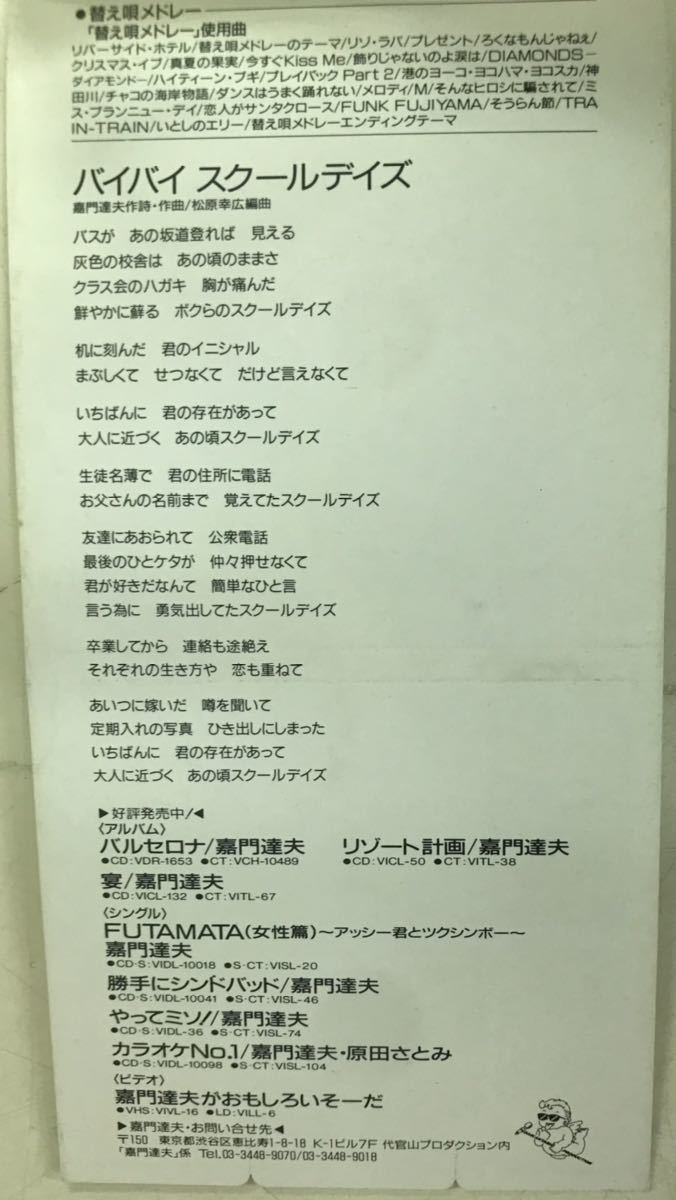 ●替え唄メドレー
「替え唄メドレー」使用曲
リバーサイド・ホテル/替え唄メドレーのテーマ/リゾ・ラバ/プレゼント/ろくなもんじゃねぇ/
クリスマス・イブ/真夏の果実/今すぐKiss Me/飾りじゃないのよ涙は/DIAMONDS−
ダイアモンド−/ハイティーン・ブギ/プレイバック Part 2/港のヨーコ・ヨコハマ・ヨコスカ/神
田川/チャコの海岸物語/ダンスはうまく踊れない/メロディ/M/そんなヒロシに騙されて/ミ
ス・ブランニュー・デイ/恋人がサンタクロース/FUNK FUJIYAMA/そうらん節/TRA
IN-TRAIN/いとしのエリー/替え唄メドレーエンディングテーマ
バイバイ スクールデイズ
嘉門達夫作詩・作曲/松原幸広編曲
バスが　あの坂道登れば　見える
灰色の校舎は　あの頃のままさ
クラス会のハガキ　胸が痛んだ
鮮やかに蘇る　ボクらのスクールデイズ
机に刻んだ　君のイニシャル
まぶしくて　せつなくて　だけど言えなくて
いちばんに　君の存在があって
大人に近づく　あの頃スクールデイズ
生徒名薄で　君の住所に電話
お父さんの名前まで　覚えてたスクールデイズ
友達にあおられて　公衆電話
最後のひとケタが　仲々押せなくて
君が好きだなんて　簡単なひと言
言う為に　勇気出してたスクールデイズ
卒業してから　連絡も途絶え
それぞれの生き方や　恋も重ねて
あいつに嫁いだ　噂を聞いて
定期入れの写真　ひき出しにしまった
いちばんに　君の存在があって
大人に近づく　あの頃スクールデイズ
▶好評発売中!◀
〈アルバム〉
バルセロナ/嘉門達夫　リゾート計画/嘉門達夫
●CD:VDR-1653 ●CT:VCH-10489　●CD:VICL-50 ●CT:VITL-38
宴/嘉門達夫
●CD:VICL-132 ●CT:VITL-67
〈シングル〉
FUTAMATA(女性篇)〜アッシー君とツクシンボー〜
嘉門達夫
●CD-S:VIDL-10018 ●S-CT:VISL-20
勝手にシンドバッド/嘉門達夫
●CD-S:VIDL-10041 ●S-CT:VISL-46
やってミソ!!/嘉門達夫
●CD-S:VIDL-36 ●S-CT:VISL-74
カラオケNo.1/嘉門達夫・原田さとみ
●CD-S:VIDL-10098 ●S-CT:VISL-104
〈ビデオ〉
嘉門達夫がおもしろいそーだ
●VHS:VIVL-16 ●LD:VILL-6
▶嘉門達夫・お問い合せ先◀
〒150 東京都渋谷区恵比寿1-8-18 K-1ビル7F 代官山プロダクション内
「嘉門達夫」係 Tel.03-3448-9070/03-3448-9018